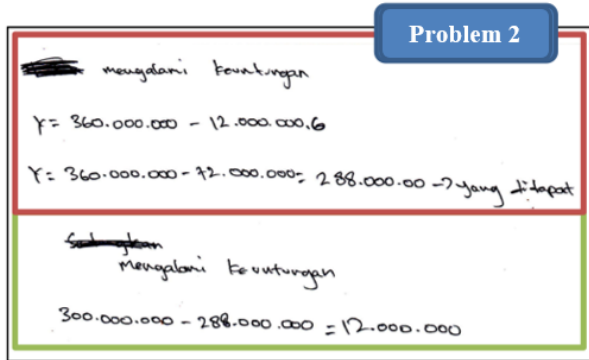 Problem 2
mengalami keuntungan
Y = 360.000.000 - 12.000.000.6
Y = 360.000.000 - 72.000.000 = 288.000.00 -> yang didapat
Mengalami keuntungan
300.000.000 - 288.000.000 = 12.000.000